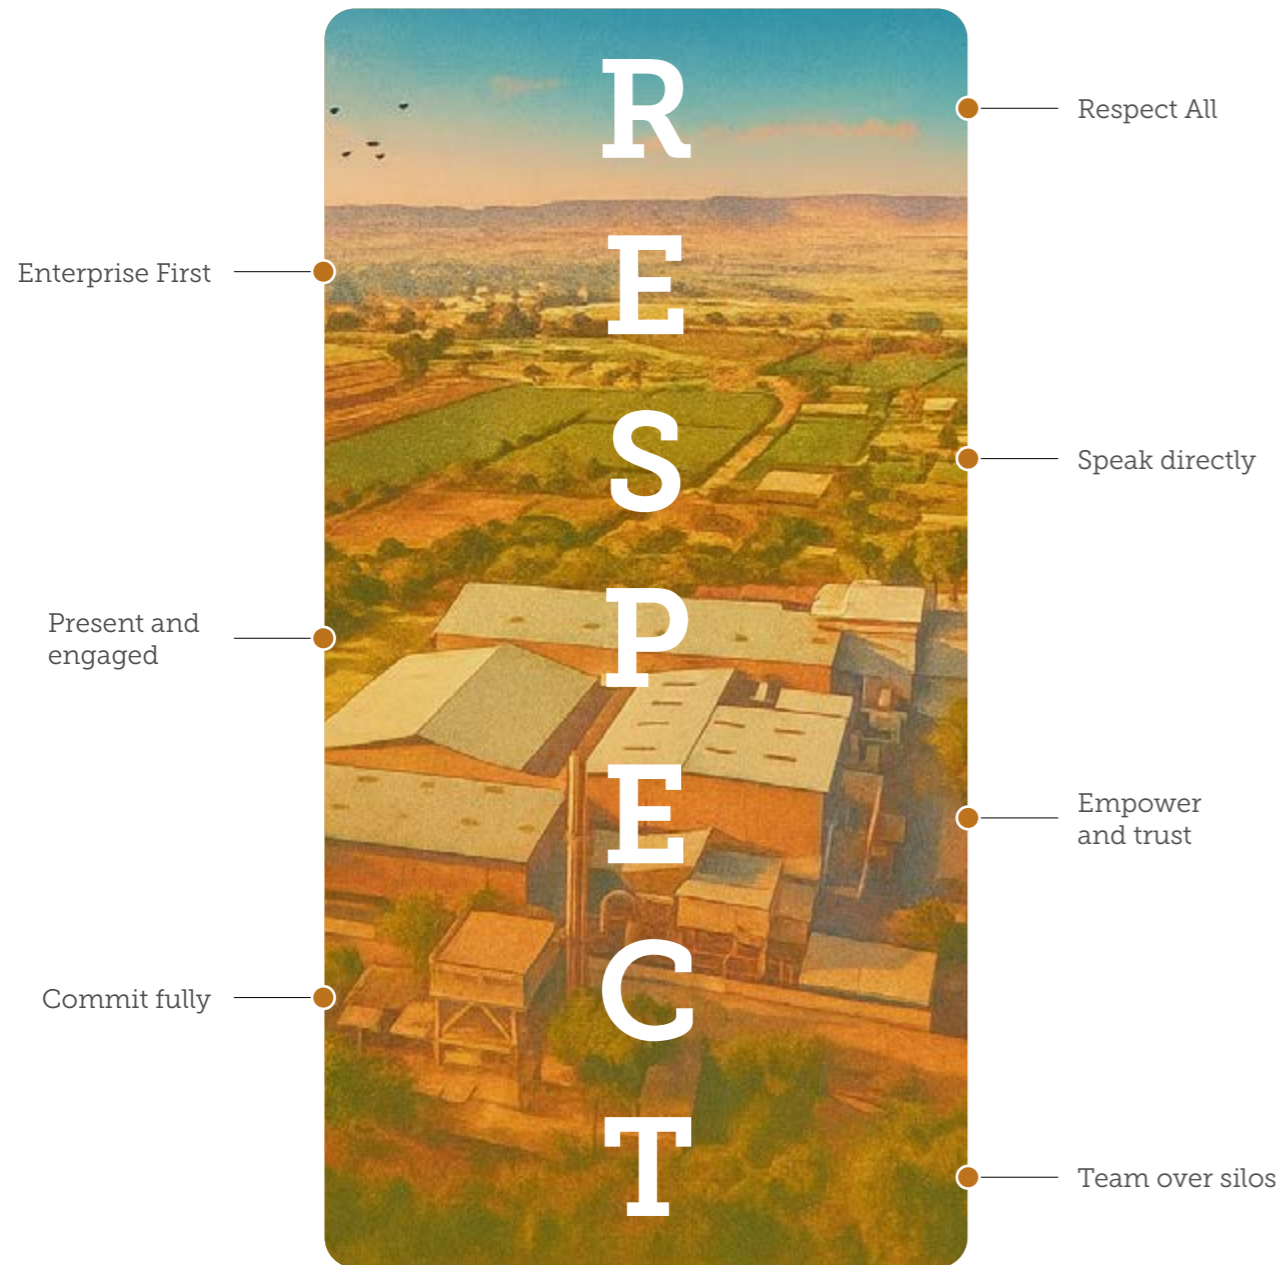 R
Respect All
E
Enterprise First
S
Speak directly
P
Present and
engaged
E
Empower
and trust
C
Commit fully
T
Team over silos